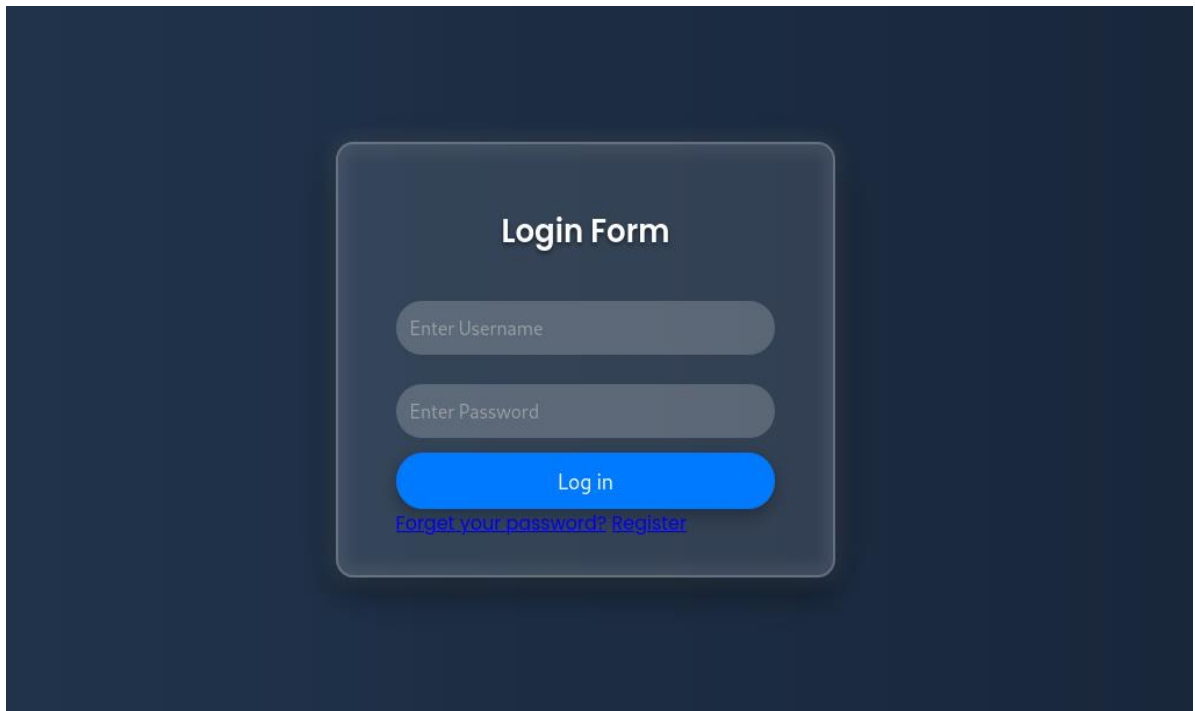 Login Form
Enter Username
Enter Password
Log in
Forget your password? Register